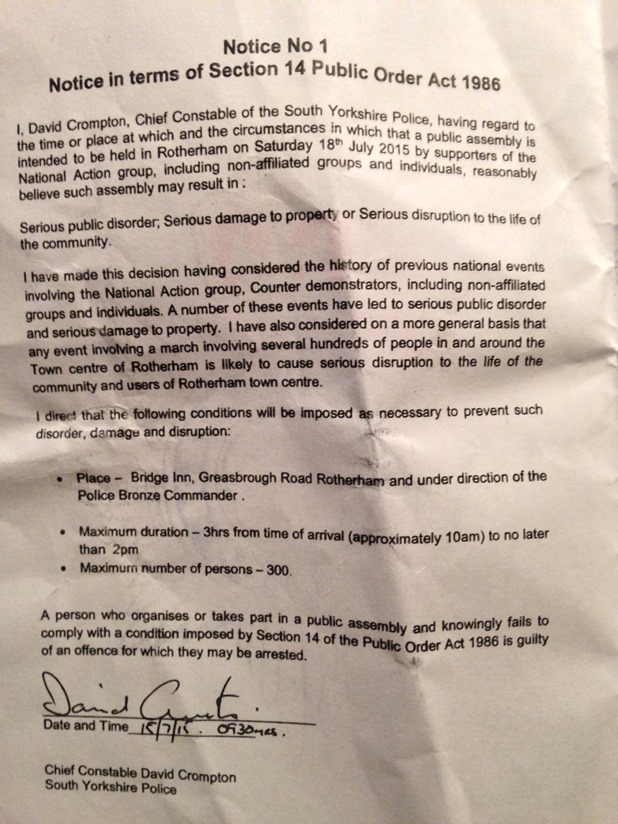 Notice No 1
Notice in terms of Section 14 Public Order Act 1986
I, David Crompton, Chief Constable of the South Yorkshire Police, having regard to
the time or place at which and the circumstances in which that a public assembly is
intended to be held in Rotherham on Saturday 18th July 2015 by supporters of the
National Action group, including non-affiliated groups and individuals, reasonably
believe such assembly may result in :
Serious public disorder; Serious damage to property or Serious disruption to the life of
the community.
I have made this decision having considered the history of previous national events
involving the National Action group, Counter demonstrators, including non-affiliated
groups and individuals. A number of these events have led to serious public disorder
and serious damage to property. I have also considered on a more general basis that
any event involving a march involving several hundreds of people in and around the
Town centre of Rotherham is likely to cause serious disruption to the life of the
community and users of Rotherham town centre.
I direct that the following conditions will be imposed as necessary to prevent such
disorder, damage and disruption:
• Place – Bridge Inn, Greasbrough Road Rotherham and under direction of the
Police Bronze Commander .
• Maximum duration – 3hrs from time of arrival (approximately 10am) to no later
than 2pm
• Maximum number of persons – 300.
A person who organises or takes part in a public assembly and knowingly fails to
comply with a condition imposed by Section 14 of the Public Order Act 1986 is guilty
of an offence for which they may be arrested.
David Crompton
Date and Time 15/7/15. 0930hrs.
Chief Constable David Crompton
South Yorkshire Police